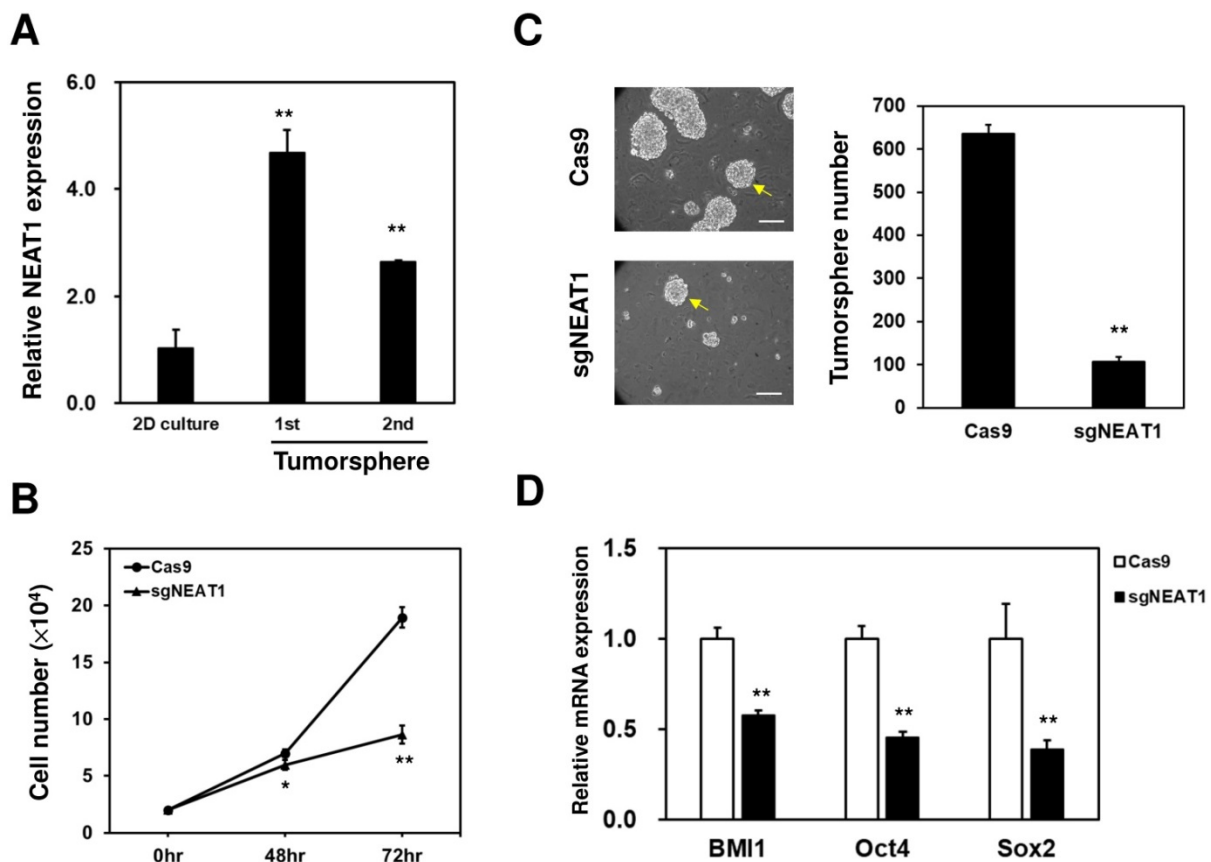 A
Relative NEAT1 expression
6.0
4.0
2.0
0.0
**
**
2D culture
1st
2nd
Tumorsphere
B
Cell number (×10⁴)
25
20
15
10
5
0
Cas9
sgNEAT1
*
**
0hr
48hr
72hr
C
Cas9
sgNEAT1
Tumorsphere number
700
600
500
400
300
200
100
0
**
Cas9
sgNEAT1
D
Relative mRNA expression
1.5
1.0
0.5
0.0
**
**
**
BMI1
Oct4
Sox2
Cas9
sgNEAT1